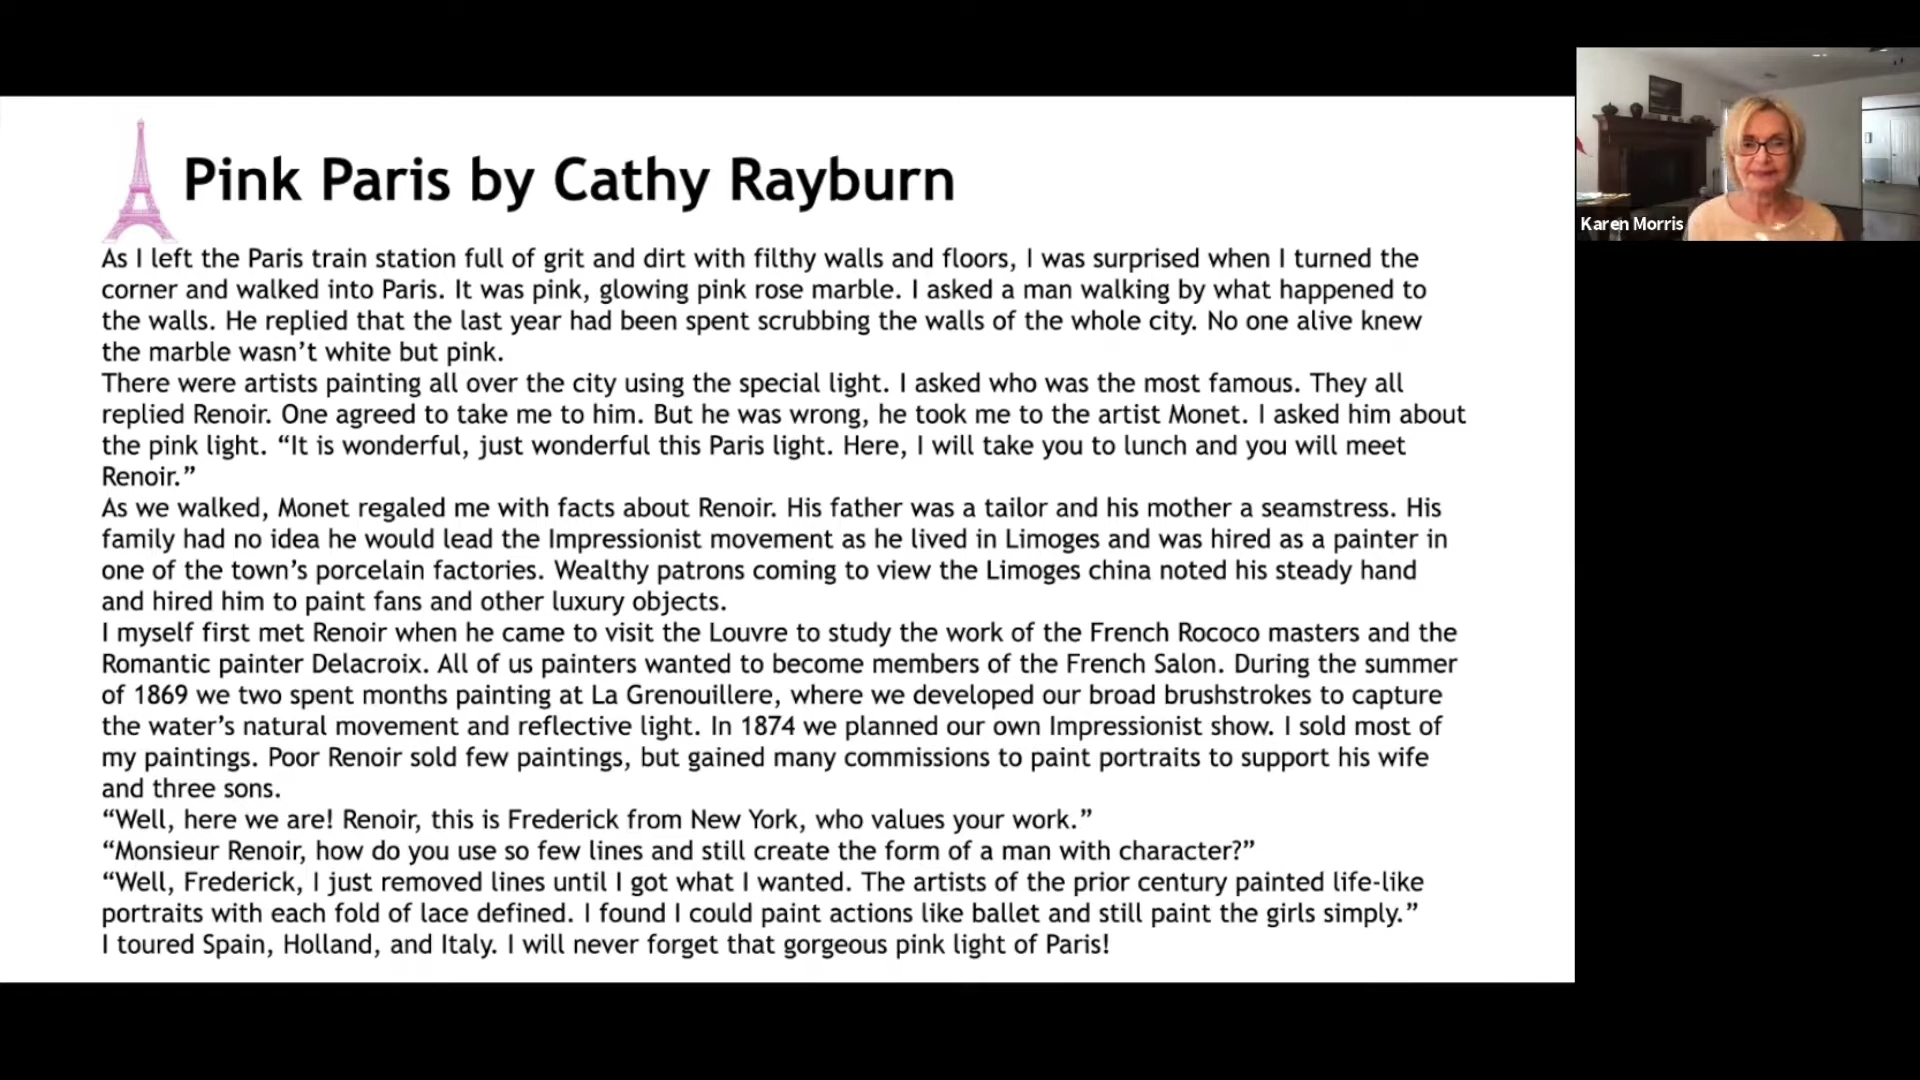 Pink Paris by Cathy Rayburn
As I left the Paris train station full of grit and dirt with filthy walls and floors, I was surprised when I turned the
corner and walked into Paris. It was pink, glowing pink rose marble. I asked a man walking by what happened to
the walls. He replied that the last year had been spent scrubbing the walls of the whole city. No one alive knew
the marble wasn’t white but pink.
There were artists painting all over the city using the special light. I asked who was the most famous. They all
replied Renoir. One agreed to take me to him. But he was wrong, he took me to the artist Monet. I asked him about
the pink light. “It is wonderful, just wonderful this Paris light. Here, I will take you to lunch and you will meet
Renoir.”
As we walked, Monet regaled me with facts about Renoir. His father was a tailor and his mother a seamstress. His
family had no idea he would lead the Impressionist movement as he lived in Limoges and was hired as a painter in
one of the town’s porcelain factories. Wealthy patrons coming to view the Limoges china noted his steady hand
and hired him to paint fans and other luxury objects.
I myself first met Renoir when he came to visit the Louvre to study the work of the French Rococo masters and the
Romantic painter Delacroix. All of us painters wanted to become members of the French Salon. During the summer
of 1869 we two spent months painting at La Grenouillere, where we developed our broad brushstrokes to capture
the water’s natural movement and reflective light. In 1874 we planned our own Impressionist show. I sold most of
my paintings. Poor Renoir sold few paintings, but gained many commissions to paint portraits to support his wife
and three sons.
“Well, here we are! Renoir, this is Frederick from New York, who values your work.”
“Monsieur Renoir, how do you use so few lines and still create the form of a man with character?”
“Well, Frederick, I just removed lines until I got what I wanted. The artists of the prior century painted life-like
portraits with each fold of lace defined. I found I could paint actions like ballet and still paint the girls simply.”
I toured Spain, Holland, and Italy. I will never forget that gorgeous pink light of Paris!
Karen Morris